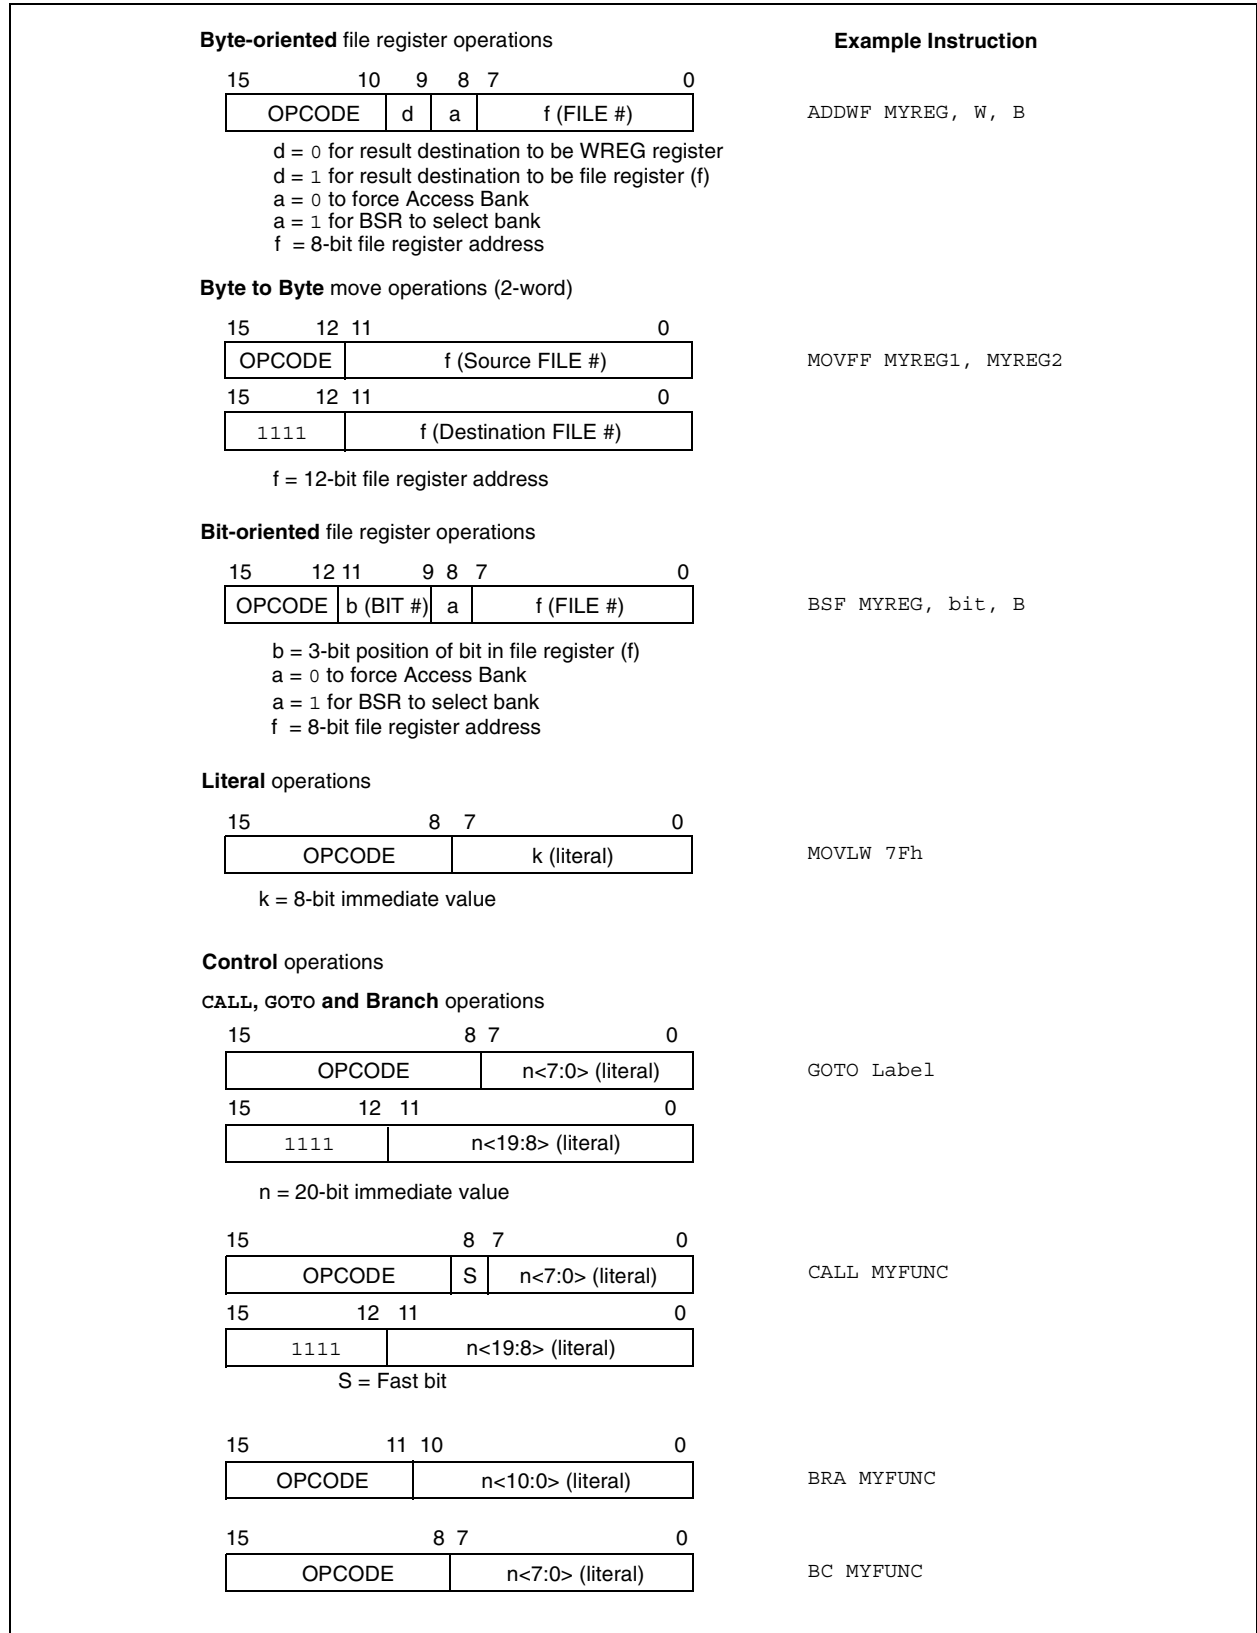 Byte-oriented file register operations Example Instruction
15 10 9 8 7 0
OPCODE d a f (FILE #) ADDWF MYREG, W, B
d = 0 for result destination to be WREG register
d = 1 for result destination to be file register (f)
a = 0 to force Access Bank
a = 1 for BSR to select bank
f = 8-bit file register address
Byte to Byte move operations (2-word)
15 12 11 0
OPCODE f (Source FILE #) MOVFF MYREG1, MYREG2
15 12 11 0
1111 f (Destination FILE #)
f = 12-bit file register address
Bit-oriented file register operations
15 12 11 9 8 7 0
OPCODE b (BIT #) a f (FILE #) BSF MYREG, bit, B
b = 3-bit position of bit in file register (f)
a = 0 to force Access Bank
a = 1 for BSR to select bank
f = 8-bit file register address
Literal operations
15 8 7 0
OPCODE k (literal) MOVLW 7Fh
k = 8-bit immediate value
Control operations
CALL, GOTO and Branch operations
15 8 7 0
OPCODE n<7:0> (literal) GOTO Label
15 12 11 0
1111 n<19:8> (literal)
n = 20-bit immediate value
15 8 7 0
OPCODE S n<7:0> (literal) CALL MYFUNC
15 12 11 0
1111 n<19:8> (literal)
S = Fast bit
15 11 10 0
OPCODE n<10:0> (literal) BRA MYFUNC
15 8 7 0
OPCODE n<7:0> (literal) BC MYFUNC